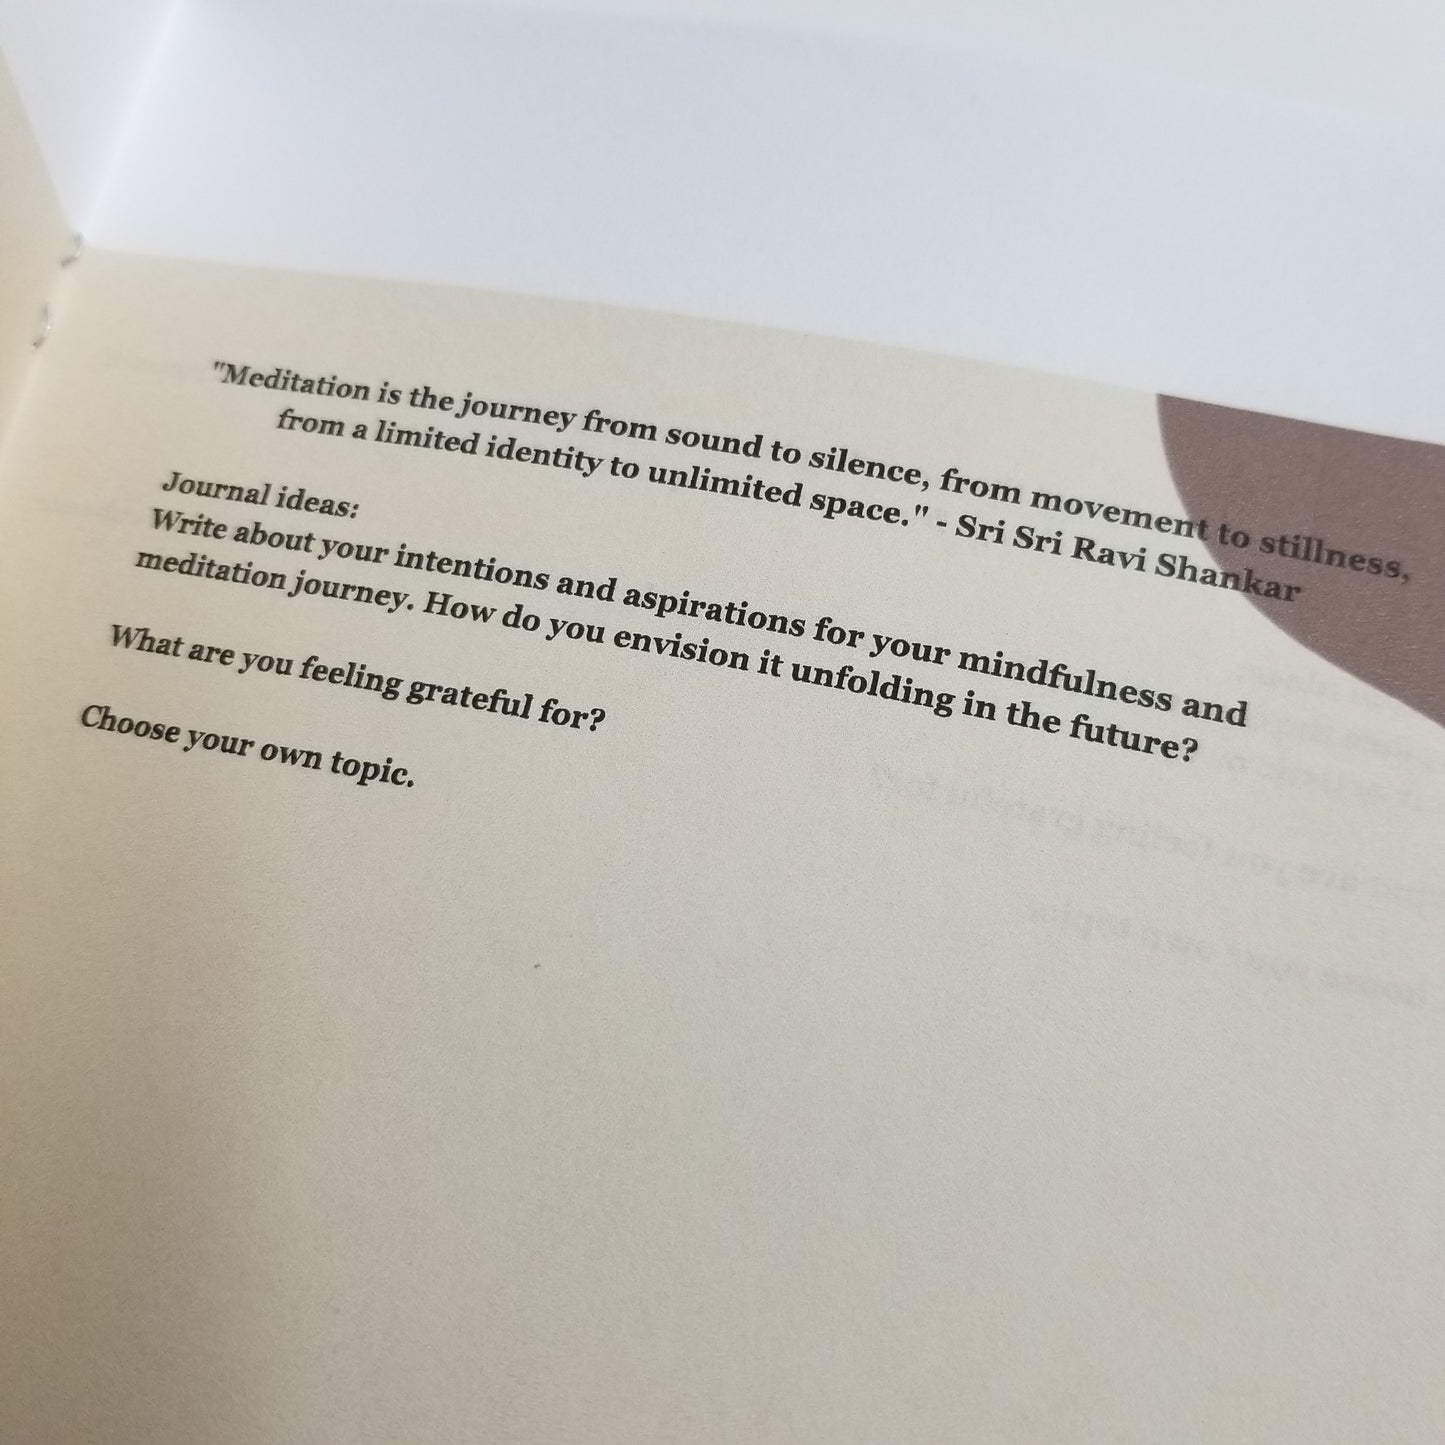 "Meditation is the journey from sound to silence, from movement to stillness,
from a limited identity to unlimited space." - Sri Sri Ravi Shankar
Journal ideas:
Write about your intentions and aspirations for your mindfulness and
meditation journey. How do you envision it unfolding in the future?
What are you feeling grateful for?
Choose your own topic.